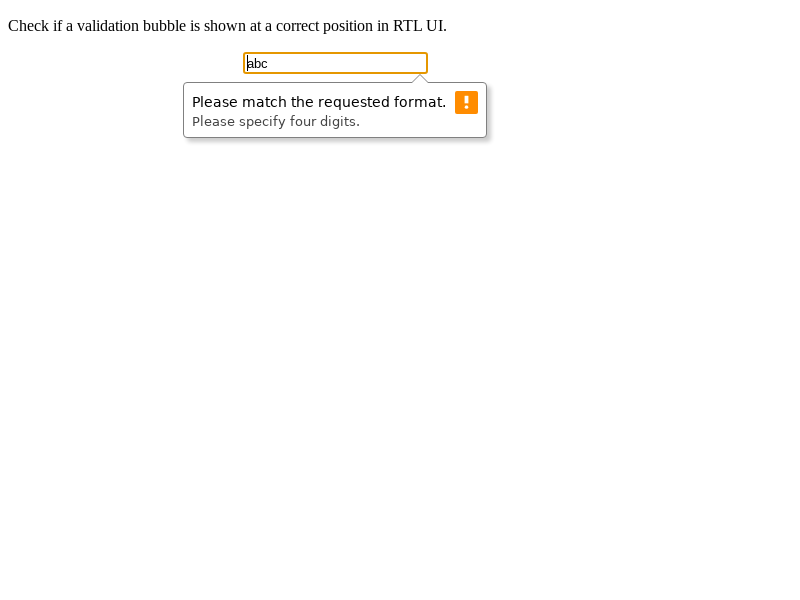 Check if a validation bubble is shown at a correct position in RTL UI.
abc
Please match the requested format.
Please specify four digits.